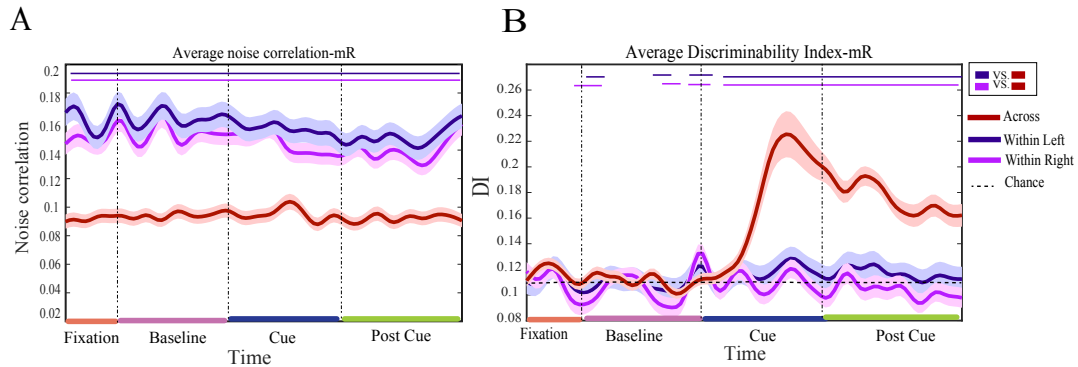 A
Average noise correlation-mR
Noise correlation
0.2
0.18
0.16
0.14
0.12
0.1
0.08
0.06
0.04
0.02
Fixation
Baseline
Cue
Post Cue
Time
B
Average Discriminability Index-mR
DI
0.26
0.24
0.22
0.2
0.18
0.16
0.14
0.12
0.1
0.08
Fixation
Baseline
Cue
Post Cue
Time
VS.
VS.
Across
Within Left
Within Right
Chance